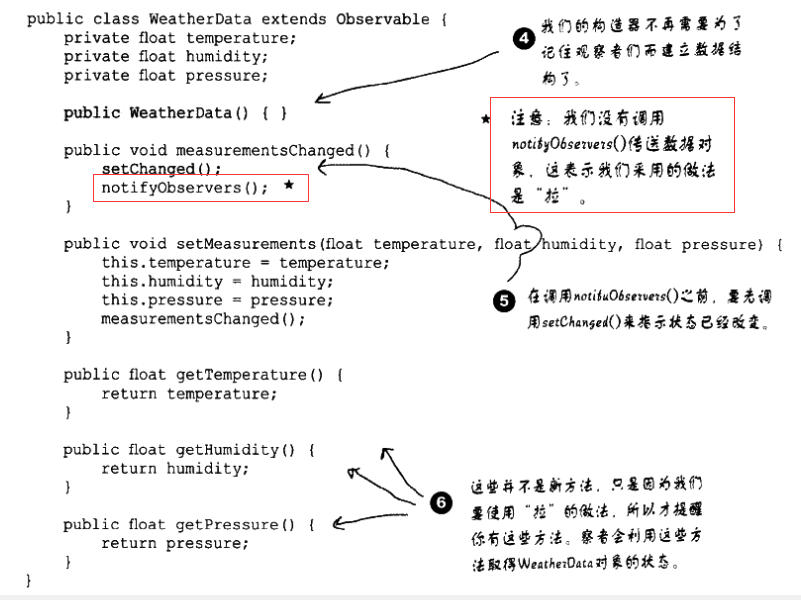 public class WeatherData extends Observable {
private float temperature;
private float humidity;
private float pressure;
4
我们的构造器不再需要为了
记住观察者们而建立数据结
构了。
public WeatherData() { }
★ 注意：我们没有调用
notifyObservers()传送数据对
象，这表示我们采用的做法
是“拉”。
public void measurementsChanged() {
setChanged();
notifyObservers(); ★
}
public void setMeasurements(float temperature, float humidity, float pressure) {
this.temperature = temperature;
this.humidity = humidity;
this.pressure = pressure;
measurementsChanged();
}
5
在调用notifuObservers()之前，要先调
用setChanged()来指示状态已经改变。
public float getTemperature() {
return temperature;
}
public float getHumidity() {
return humidity;
}
public float getPressure() {
return pressure;
}
}
6
这些并不是新方法，只是因为我们
要使用“拉”的做法，所以才提醒
你有这些方法。察者会利用这些方
法取得WeatherData对象的状态。